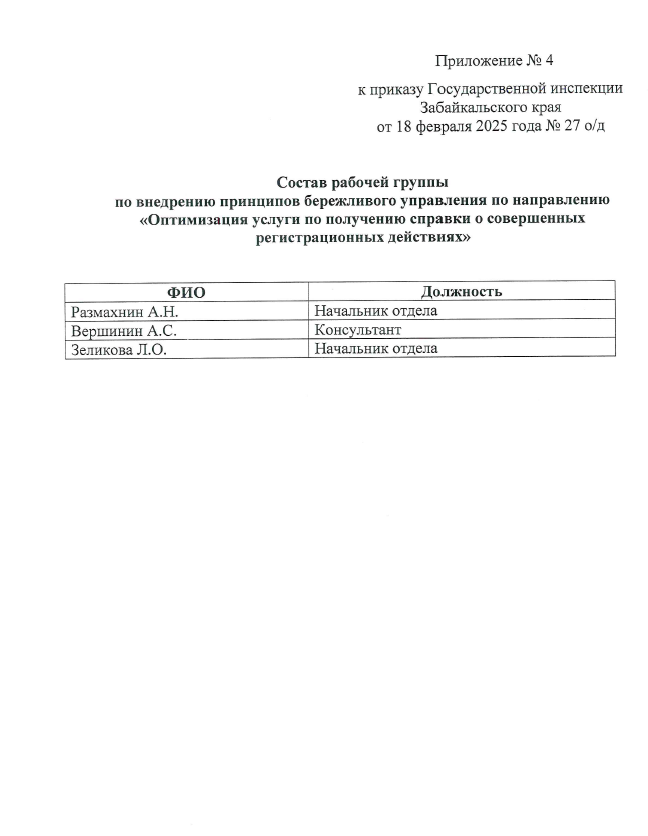 Приложение № 4
к приказу Государственной инспекции
Забайкальского края
от 18 февраля 2025 года № 27 о/д
Состав рабочей группы
по внедрению принципов бережливого управления по направлению
«Оптимизация услуги по получению справки о совершенных
регистрационных действиях»
ФИО Должность
Размахнин А.Н. Начальник отдела
Вершинин А.С. Консультант
Зеликова Л.О. Начальник отдела